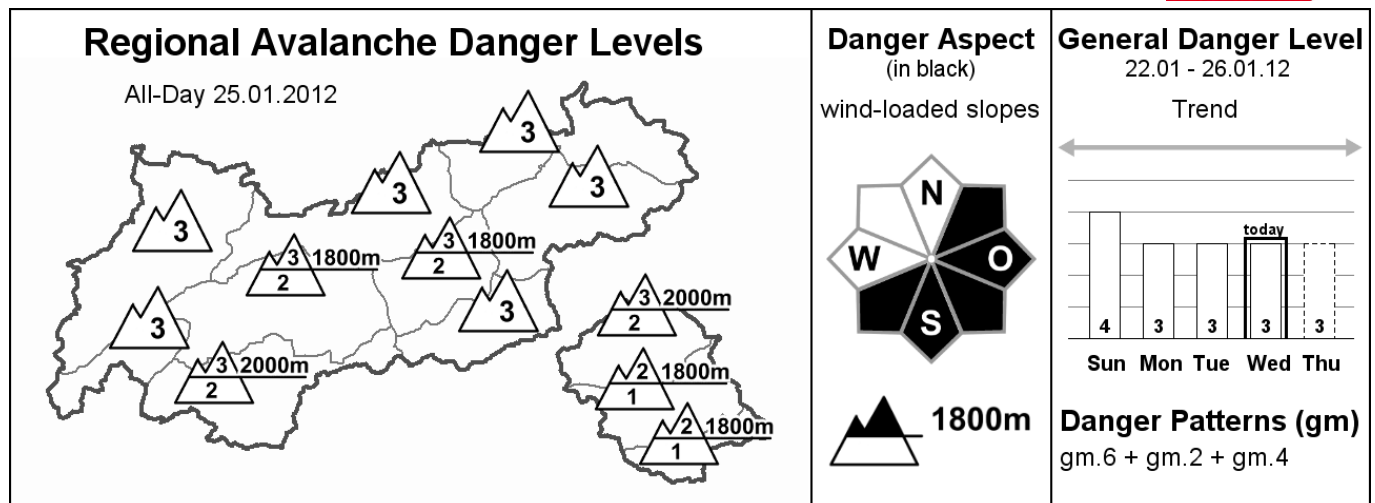 Regional Avalanche Danger Levels
All-Day 25.01.2012
3
3
3
3
3 1800m
2
3 1800m
2
3
3
3 2000m
2
3 2000m
2
2 1800m
1
2 1800m
1
Danger Aspect
(in black)
wind-loaded slopes
N
W O
S
1800m
General Danger Level
22.01 - 26.01.12
Trend
today
4 3 3 3 3
Sun Mon Tue Wed Thu
Danger Patterns (gm)
gm.6 + gm.2 + gm.4